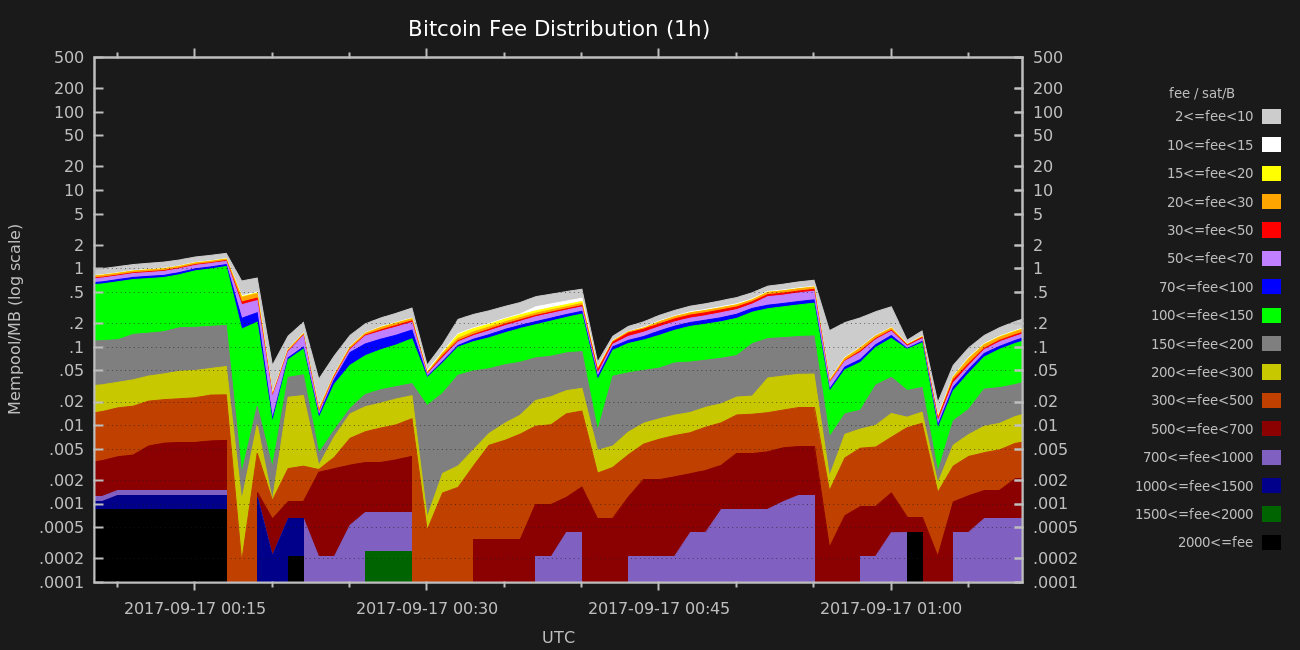 Bitcoin Fee Distribution (1h)
Mempool/MB (log scale)
500
200
100
50
20
10
5
2
1
.5
.2
.1
.05
.02
.01
.005
.002
.001
.0005
.0002
.0001
500
200
100
50
20
10
5
2
1
.5
.2
.1
.05
.02
.01
.005
.002
.001
.0005
.0002
.0001
2017-09-17 00:15
2017-09-17 00:30
2017-09-17 00:45
2017-09-17 01:00
UTC
fee / sat/B
2<=fee<10
10<=fee<15
15<=fee<20
20<=fee<30
30<=fee<50
50<=fee<70
70<=fee<100
100<=fee<150
150<=fee<200
200<=fee<300
300<=fee<500
500<=fee<700
700<=fee<1000
1000<=fee<1500
1500<=fee<2000
2000<=fee